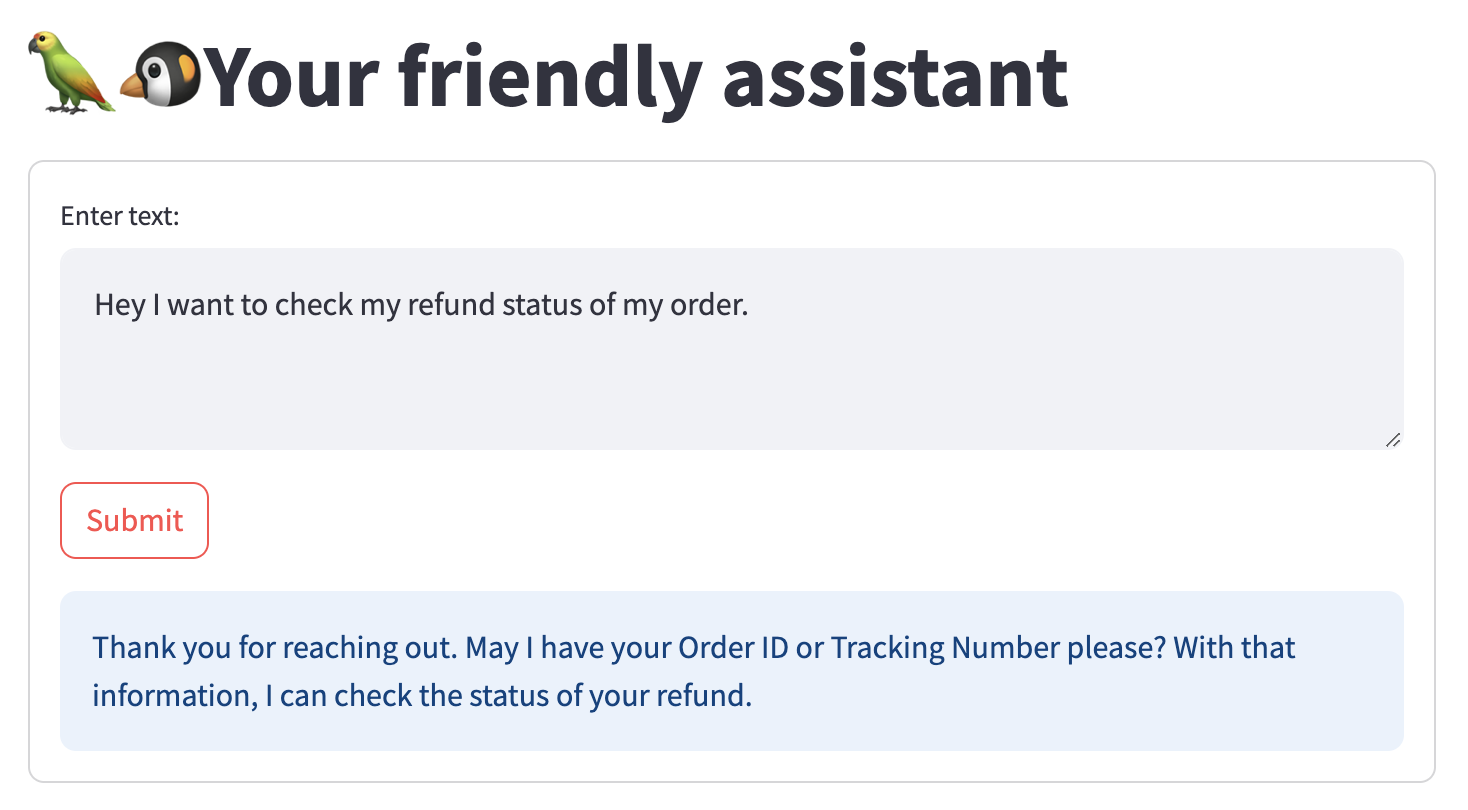 Your friendly assistant
Enter text:
Hey I want to check my refund status of my order.
Submit
Thank you for reaching out. May I have your Order ID or Tracking Number please? With that
information, I can check the status of your refund.